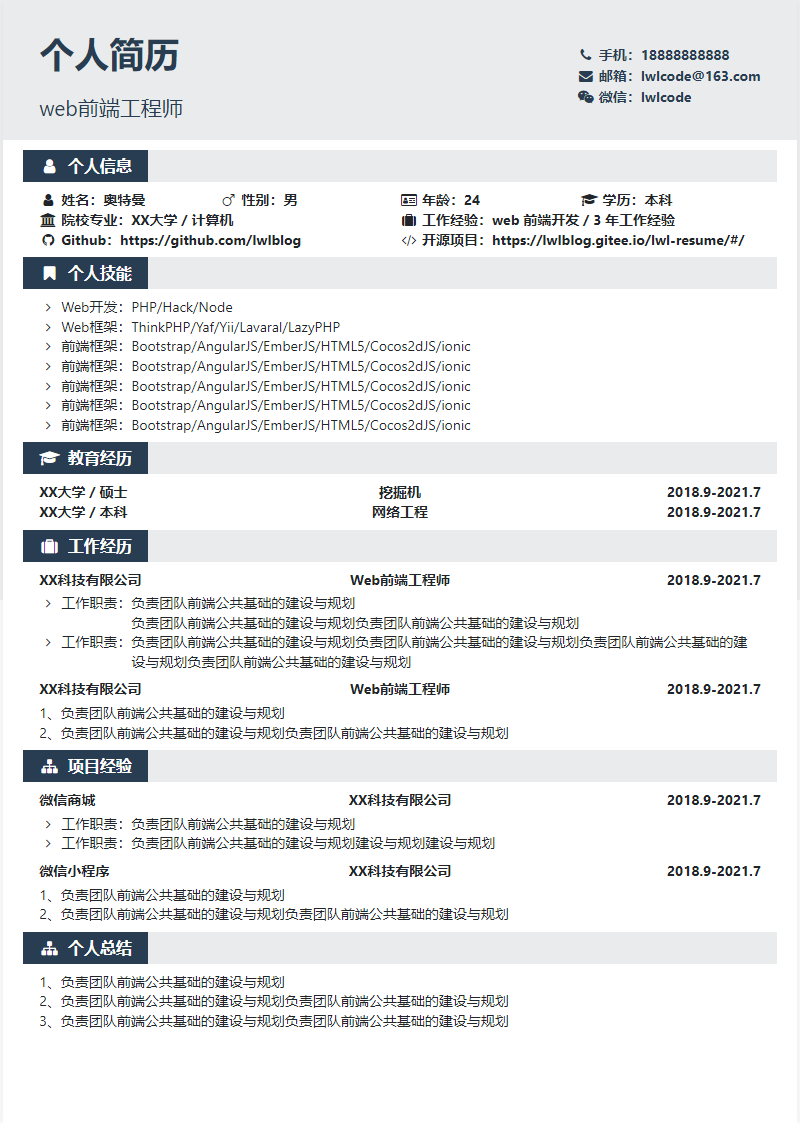 个人简历
web前端工程师
手机：18888888888
邮箱：lwlcode@163.com
微信：lwlcode
个人信息
姓名：奥特曼 性别：男 年龄：24 学历：本科
院校专业：XX大学 / 计算机 工作经验：web 前端开发 / 3 年工作经验
Github：https://github.com/lwlblog 开源项目：https://lwlblog.gitee.io/lwl-resume/#/
个人技能
Web开发：PHP/Hack/Node
Web框架：ThinkPHP/Yaf/Yii/Lavaral/LazyPHP
前端框架：Bootstrap/AngularJS/EmberJS/HTML5/Cocos2dJS/ionic
前端框架：Bootstrap/AngularJS/EmberJS/HTML5/Cocos2dJS/ionic
前端框架：Bootstrap/AngularJS/EmberJS/HTML5/Cocos2dJS/ionic
前端框架：Bootstrap/AngularJS/EmberJS/HTML5/Cocos2dJS/ionic
前端框架：Bootstrap/AngularJS/EmberJS/HTML5/Cocos2dJS/ionic
教育经历
XX大学 / 硕士 挖掘机 2018.9-2021.7
XX大学 / 本科 网络工程 2018.9-2021.7
工作经历
XX科技有限公司 Web前端工程师 2018.9-2021.7
工作职责：负责团队前端公共基础的建设与规划
负责团队前端公共基础的建设与规划负责团队前端公共基础的建设与规划
工作职责：负责团队前端公共基础的建设与规划负责团队前端公共基础的建设与规划负责团队前端公共基础的建
设与规划负责团队前端公共基础的建设与规划
XX科技有限公司 Web前端工程师 2018.9-2021.7
1、负责团队前端公共基础的建设与规划
2、负责团队前端公共基础的建设与规划负责团队前端公共基础的建设与规划
项目经验
微信商城 XX科技有限公司 2018.9-2021.7
工作职责：负责团队前端公共基础的建设与规划
工作职责：负责团队前端公共基础的建设与规划建设与规划建设与规划
微信小程序 XX科技有限公司 2018.9-2021.7
1、负责团队前端公共基础的建设与规划
2、负责团队前端公共基础的建设与规划负责团队前端公共基础的建设与规划
个人总结
1、负责团队前端公共基础的建设与规划
2、负责团队前端公共基础的建设与规划负责团队前端公共基础的建设与规划
3、负责团队前端公共基础的建设与规划负责团队前端公共基础的建设与规划